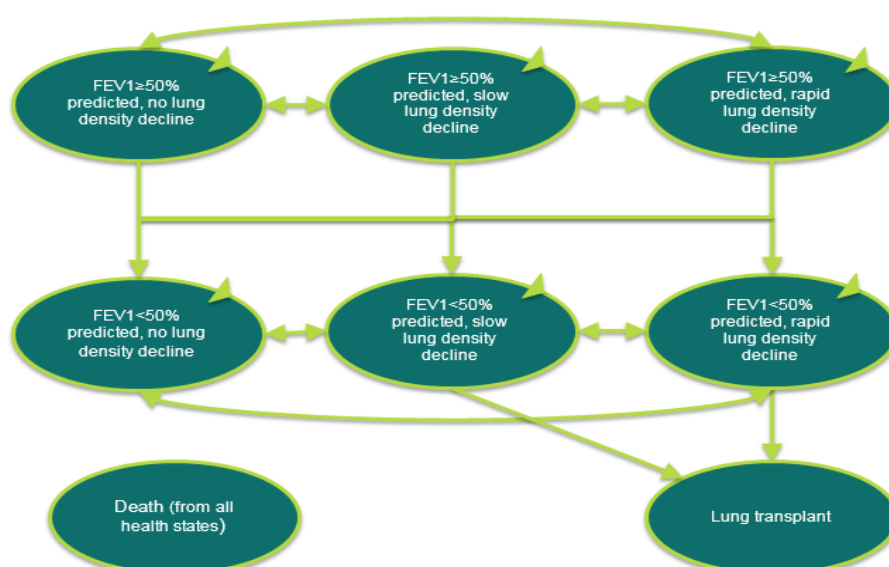 FEV1≥50%
predicted, no lung
density decline
FEV1≥50%
predicted, slow
lung density
decline
FEV1≥50%
predicted, rapid
lung density
decline
FEV1<50%
predicted, no lung
density decline
FEV1<50%
predicted, slow
lung density
decline
FEV1<50%
predicted, rapid
lung density
decline
Death (from all
health states)
Lung transplant